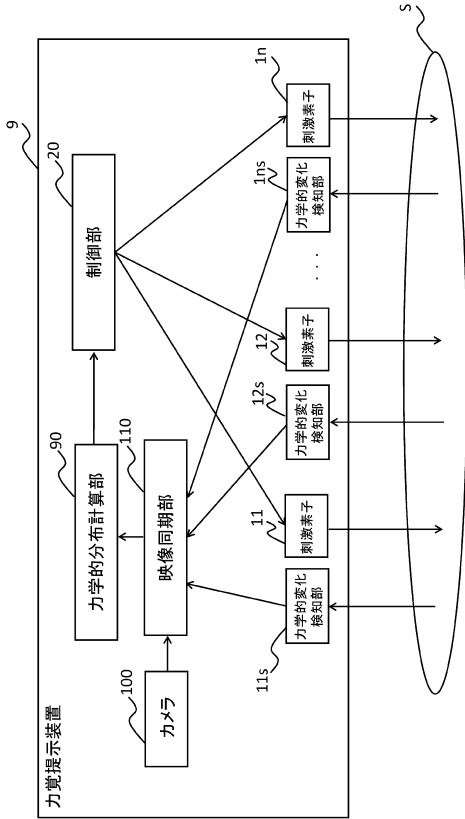 力覚提示装置
9
カメラ
100
力学的分布計算部
90
映像同期部
110
制御部
20
力学的変化
検知部
11s
刺激素子
11
力学的変化
検知部
12s
刺激素子
12
・・・
力学的変化
検知部
1ns
刺激素子
1n
S